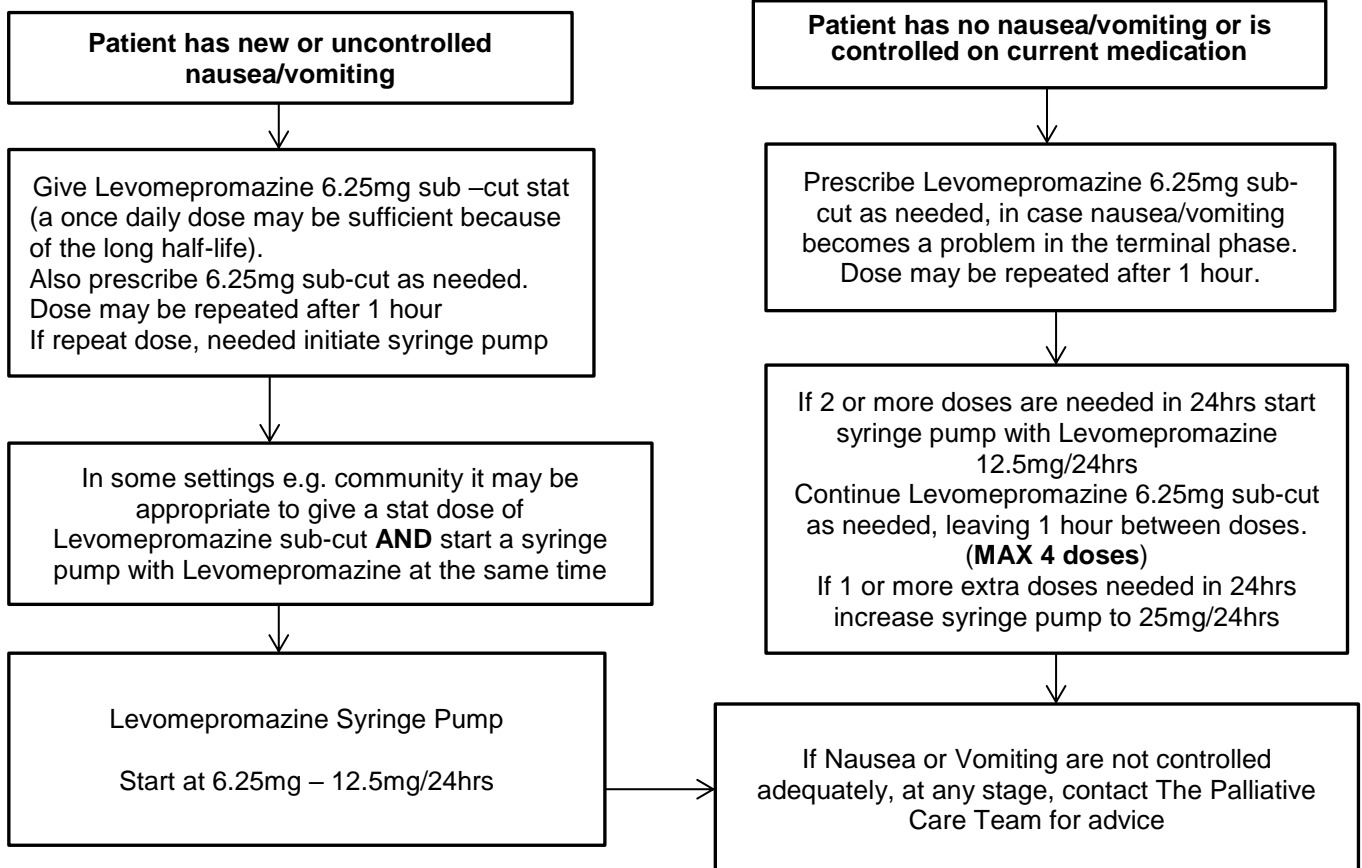 Patient has new or uncontrolled
nausea/vomiting
Give Levomepromazine 6.25mg sub –cut stat
(a once daily dose may be sufficient because
of the long half-life).
Also prescribe 6.25mg sub-cut as needed.
Dose may be repeated after 1 hour
If repeat dose, needed initiate syringe pump
In some settings e.g. community it may be
appropriate to give a stat dose of
Levomepromazine sub-cut AND start a syringe
pump with Levomepromazine at the same time
Levomepromazine Syringe Pump
Start at 6.25mg – 12.5mg/24hrs
Patient has no nausea/vomiting or is
controlled on current medication
Prescribe Levomepromazine 6.25mg sub-
cut as needed, in case nausea/vomiting
becomes a problem in the terminal phase.
Dose may be repeated after 1 hour.
If 2 or more doses are needed in 24hrs start
syringe pump with Levomepromazine
12.5mg/24hrs
Continue Levomepromazine 6.25mg sub-cut
as needed, leaving 1 hour between doses.
(MAX 4 doses)
If 1 or more extra doses needed in 24hrs
increase syringe pump to 25mg/24hrs
If Nausea or Vomiting are not controlled
adequately, at any stage, contact The Palliative
Care Team for advice